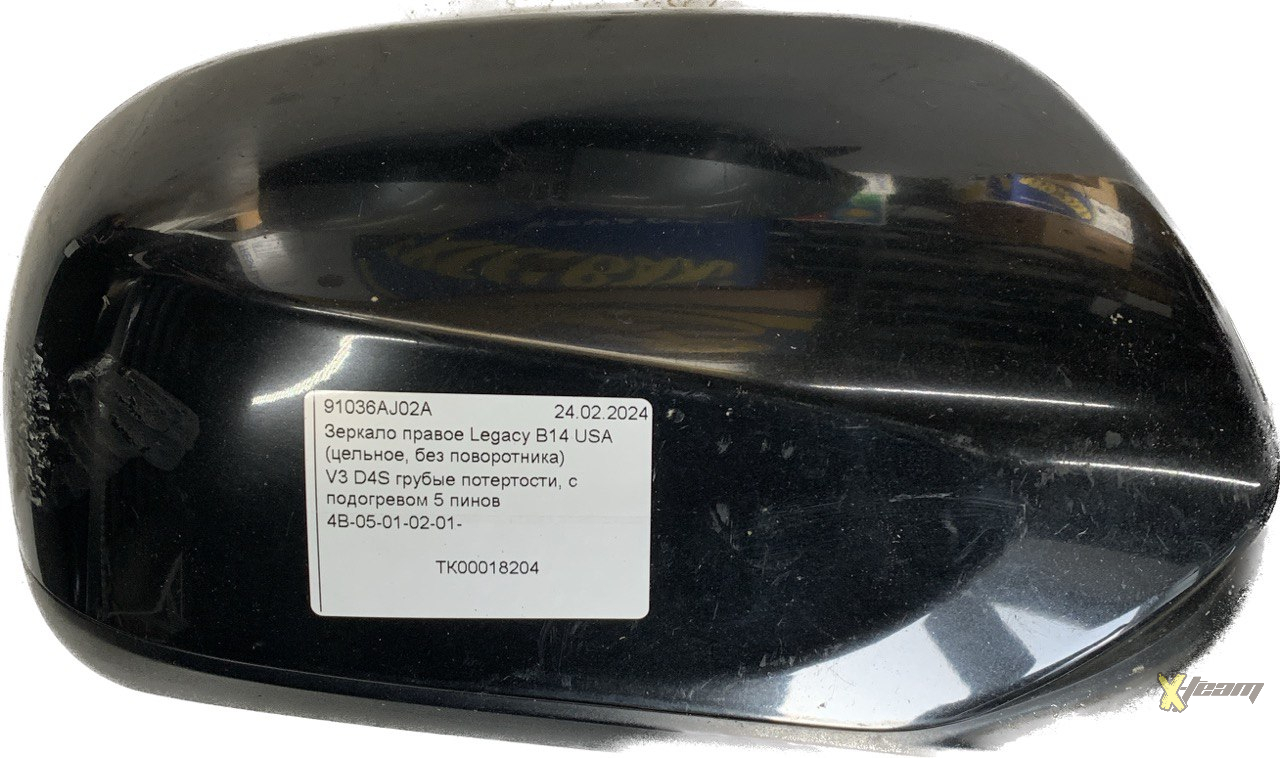 91036AJ02A 24.02.2024
Зеркало правое Legacy B14 USA
(цельное, без поворотника)
V3 D4S грубые потертости, с
подогревом 5 пинов
4B-05-01-02-01-
TK00018204
X-team